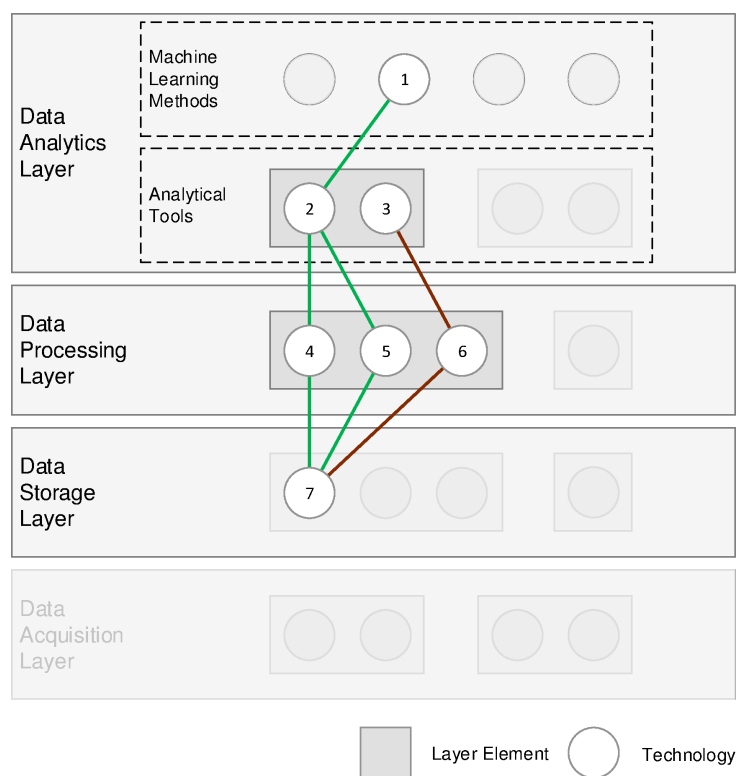 Machine
Learning
Methods
1
Data
Analytics
Layer
Analytical
Tools
2
3
Data
Processing
Layer
4
5
6
Data
Storage
Layer
7
Data
Acquisition
Layer
Layer Element
Technology